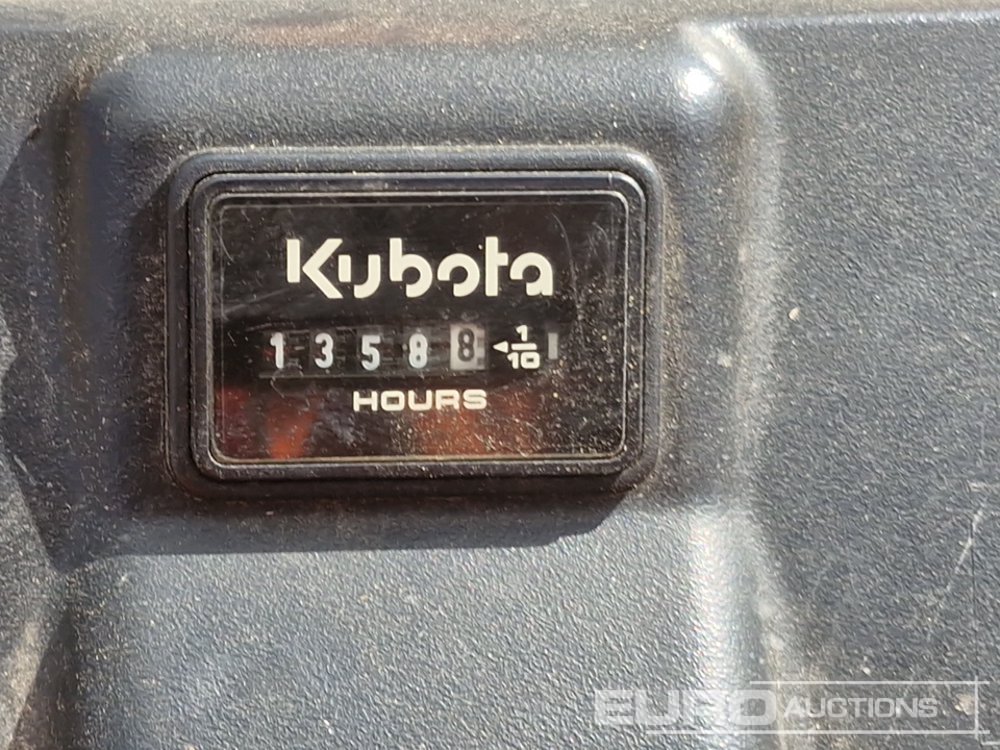 Kubota
1 3 5 8 8 ◄ 1/10
HOURS
EURO AUCTIONS